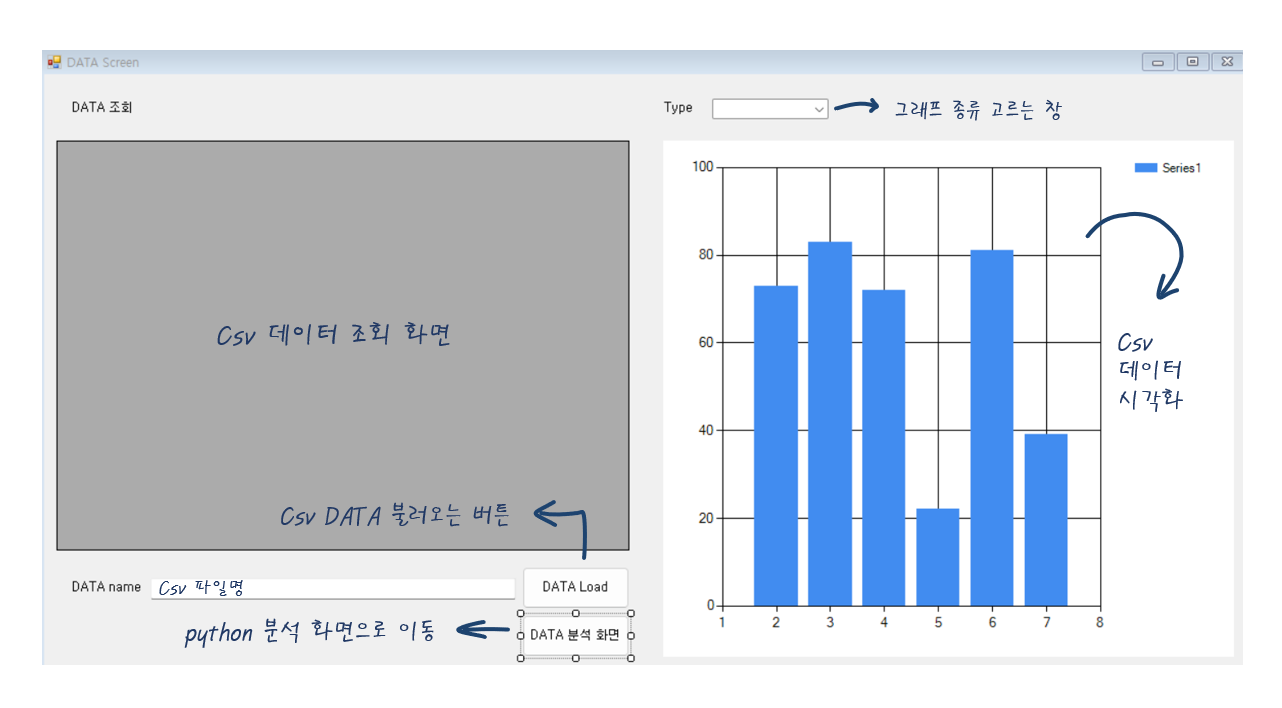 DATA Screen
DATA 조회
Type
그래프 종류 고르는 창
Csv 데이터 조회 화면
Csv DATA 불러오는 버튼
DATA name
Csv 파일명
DATA Load
python 분석 화면으로 이동
DATA 분석 화면
100
80
60
40
20
0
1 2 3 4 5 6 7 8
Series1
Csv
데이터
시각화